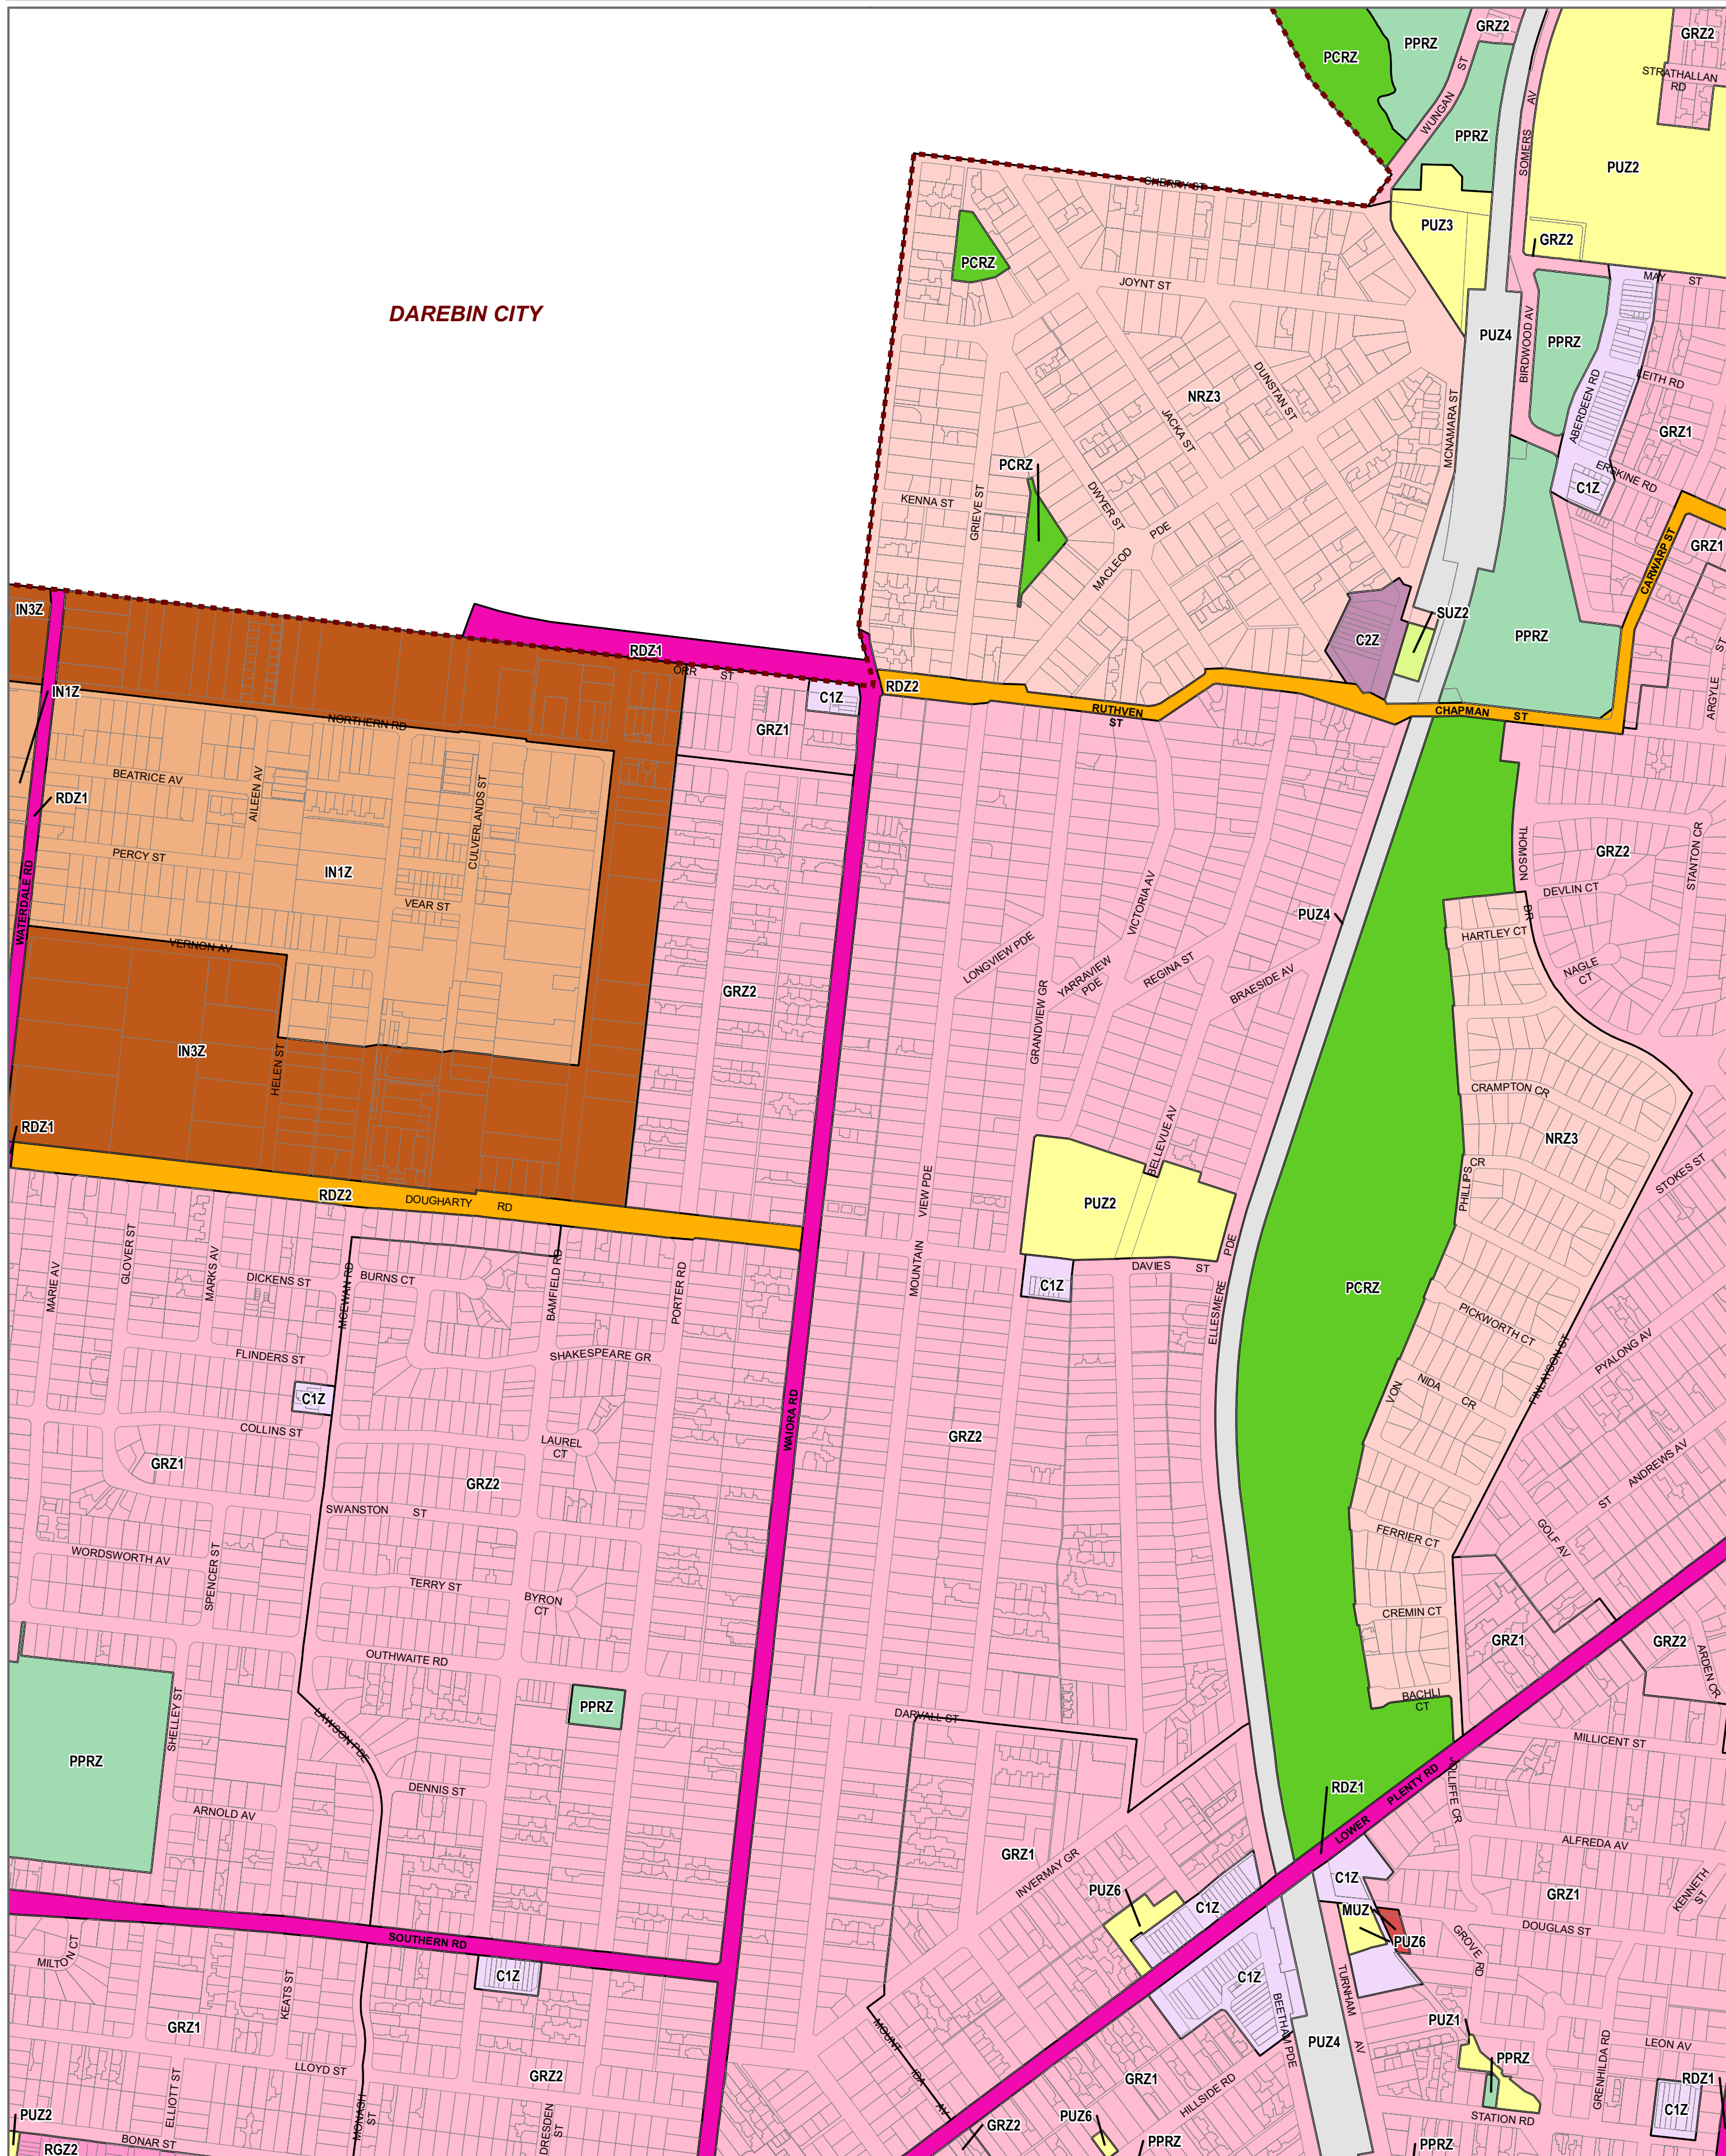 GRZ2
PPRZ
PCRZ
GRZ2
STRATHALLAN
RD
WUNGAN
ST
PPRZ
SOMERS
AV
PUZ2
CHERRY ST
PUZ3
GRZ2
PCRZ
MAY
ST
JOYNT ST
DAREBIN CITY
PUZ4
BIRDWOOD AV
PPRZ
LEITH RD
ABERDEEN RD
DUNSTAN ST
NRZ3
JACKA ST
MCNAMARA ST
GRZ1
PCRZ
ERSKINE RD
C1Z
KENNA ST
GRIEVE ST
DWYER ST
MACLEOD
PDE
CARWARP ST
GRZ1
IN3Z
SUZ2
C2Z
PPRZ
RDZ1
ORR
ST
RDZ2
C1Z
ST
ARGYLE
IN1Z
NORTHERN RD
GRZ1
RUTHVEN
ST
CHAPMAN
ST
BEATRICE AV
AILEEN AV
CULVERLANDS ST
RDZ1
PERCY ST
IN1Z
VEAR ST
WATERDALE RD
THOMSON
DR
GRZ2
STANTON CR
DEVLIN CT
VICTORIA AV
PUZ4
HARTLEY CT
NAGLE
CT
VERNON AV
LONGVIEW PDE
YARRAVIEW
PDE
REGINA ST
BRAESIDE AV
GRZ2
GRANDVIEW GR
IN3Z
HELEN ST
CRAMPTON CR
RDZ1
BELLEVUE AV
NRZ3
PHILLIPS
CR
STOKES ST
RDZ2
DOUGHARTY
RD
VIEW PDE
MOUNTAIN
PUZ2
DAVIES
ST
ELLESMERE
PDE
MARIE AV
GLOVER ST
MARKS AV
DICKENS ST
MCEWAN RD
BURNS CT
BAMFIELD RD
PORTER RD
C1Z
PCRZ
PICKWORTH CT
FINLAYSON ST
PYALONG AV
FLINDERS ST
SHAKESPEARE GR
C1Z
VON
NIDA
CR
WAIORA RD
COLLINS ST
LAUREL
CT
GRZ2
GRZ1
GRZ2
ANDREWS AV
SWANSTON
ST
ST
GOLF AV
FERRIER CT
WORDSWORTH AV
SPENCER ST
TERRY ST
BYRON
CT
CREMIN CT
GRZ1
GRZ2
ARDEN CR
OUTHWAITE RD
BACHLI
CT
SHELLEY ST
PPRZ
LAWSON PDE
DARVALL ST
MILLICENT ST
PPRZ
DENNIS ST
ARNOLD AV
RDZ1
LOWER
PLENTY RD
JOLLIFFE CR
ALFREDA AV
GRZ1
INVERMAY GR
PUZ6
C1Z
C1Z
MUZ
PUZ6
GRZ1
KENNETH
ST
DOUGLAS ST
GROVE
RD
SOUTHERN RD
MILTON CT
KEATS ST
C1Z
C1Z
BEETHAM PDE
TURNHAM
AV
PUZ4
GRZ1
MOUNT
IDA
AV
PUZ1
PPRZ
GRENHILDA RD
LEON AV
LLOYD ST
GRZ2
GRZ1
HILLSIDE RD
RDZ1
C1Z
ELLIOTT ST
MONASH
ST
DRESDEN
ST
PUZ2
BONAR ST
RGZ2
GRZ2
PUZ6
PPRZ
STATION RD
PPRZ